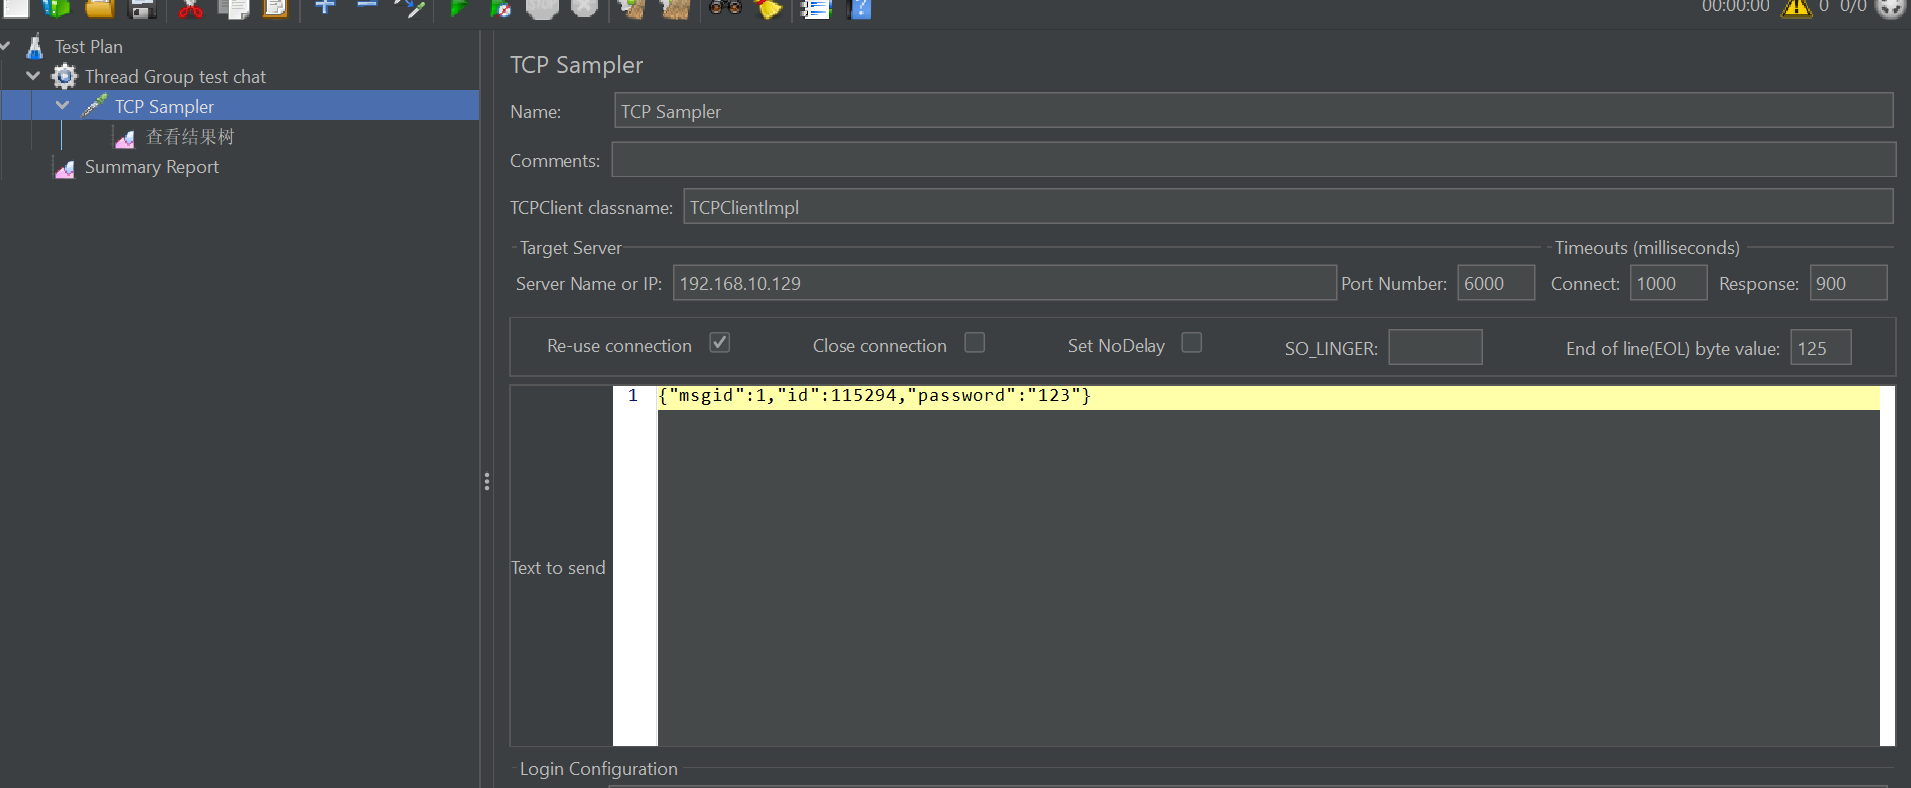 00:00:00 0 0/0
Test Plan
Thread Group test chat
TCP Sampler
查看结果树
Summary Report
TCP Sampler
Name: TCP Sampler
Comments:
TCPClient classname: TCPClientImpl
Target Server Timeouts (milliseconds)
Server Name or IP: 192.168.10.129 Port Number: 6000 Connect: 1000 Response: 900
Re-use connection Close connection Set NoDelay SO_LINGER: End of line(EOL) byte value: 125
1 {"msgid":1,"id":115294,"password":"123"}
Text to send
Login Configuration